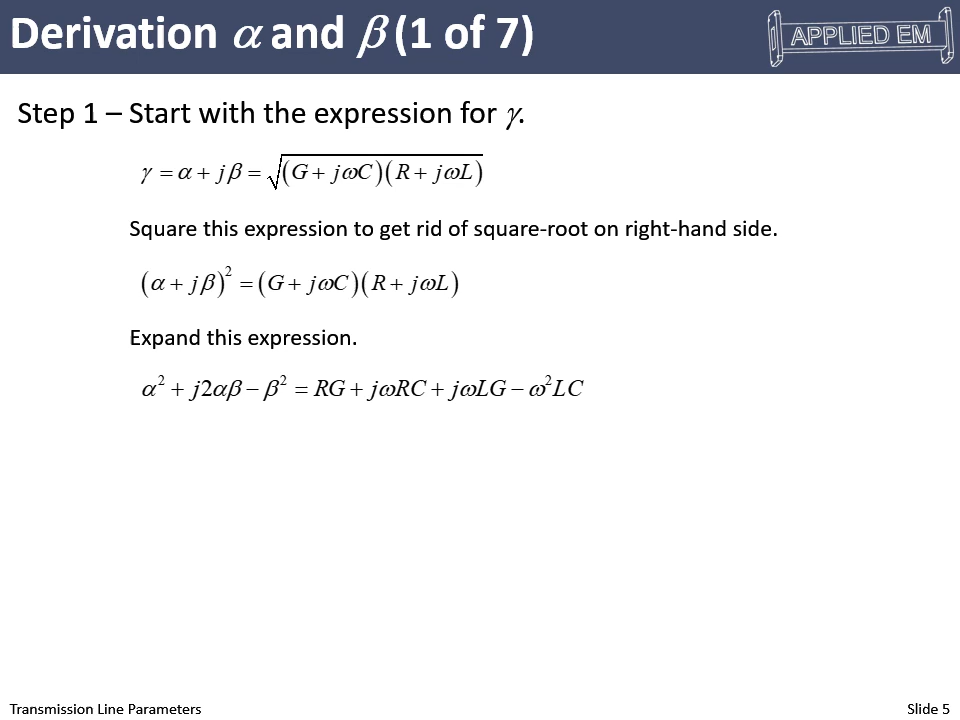 Derivation α and β (1 of 7)
APPLIED EM
Step 1 – Start with the expression for γ.
γ = α + jβ = √(G + jωC)(R + jωL)
Square this expression to get rid of square-root on right-hand side.
(α + jβ)² = (G + jωC)(R + jωL)
Expand this expression.
α² + j2αβ − β² = RG + jωRC + jωLG − ω²LC
Transmission Line Parameters
Slide 5